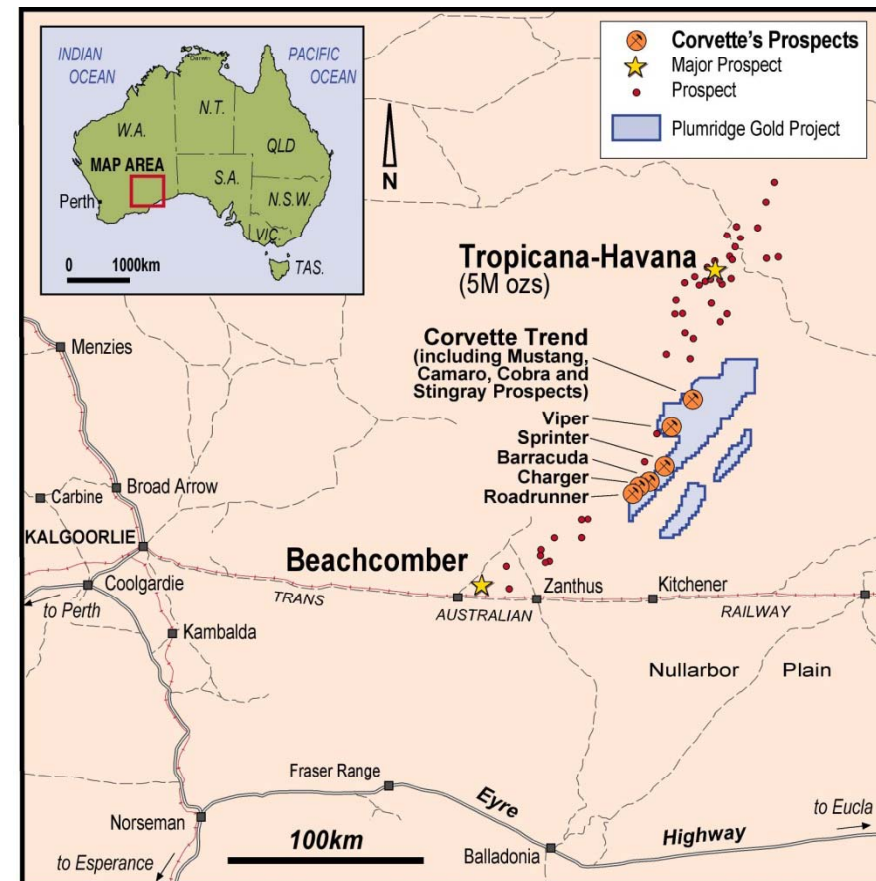 INDIAN
OCEAN
Darwin
PACIFIC
OCEAN
N.T.
W.A.
QLD
MAP AREA
S.A.
Perth
N.S.W.
VIC.
TAS.
0 1000km
N
Corvette's Prospects
Major Prospect
Prospect
Plumridge Gold Project
Tropicana-Havana
(5M ozs)
Corvette Trend
(including Mustang,
Camaro, Cobra and
Stingray Prospects)
Viper
Sprinter
Barracuda
Charger
Roadrunner
Menzies
Broad Arrow
Carbine
KALGOORLIE
Coolgardie
to Perth
Kambalda
Beachcomber
Zanthus
Kitchener
TRANS
AUSTRALIAN
RAILWAY
Nullarbor Plain
Fraser Range
Eyre
Highway
to Eucla
Norseman
100km
Balladonia
to Esperance